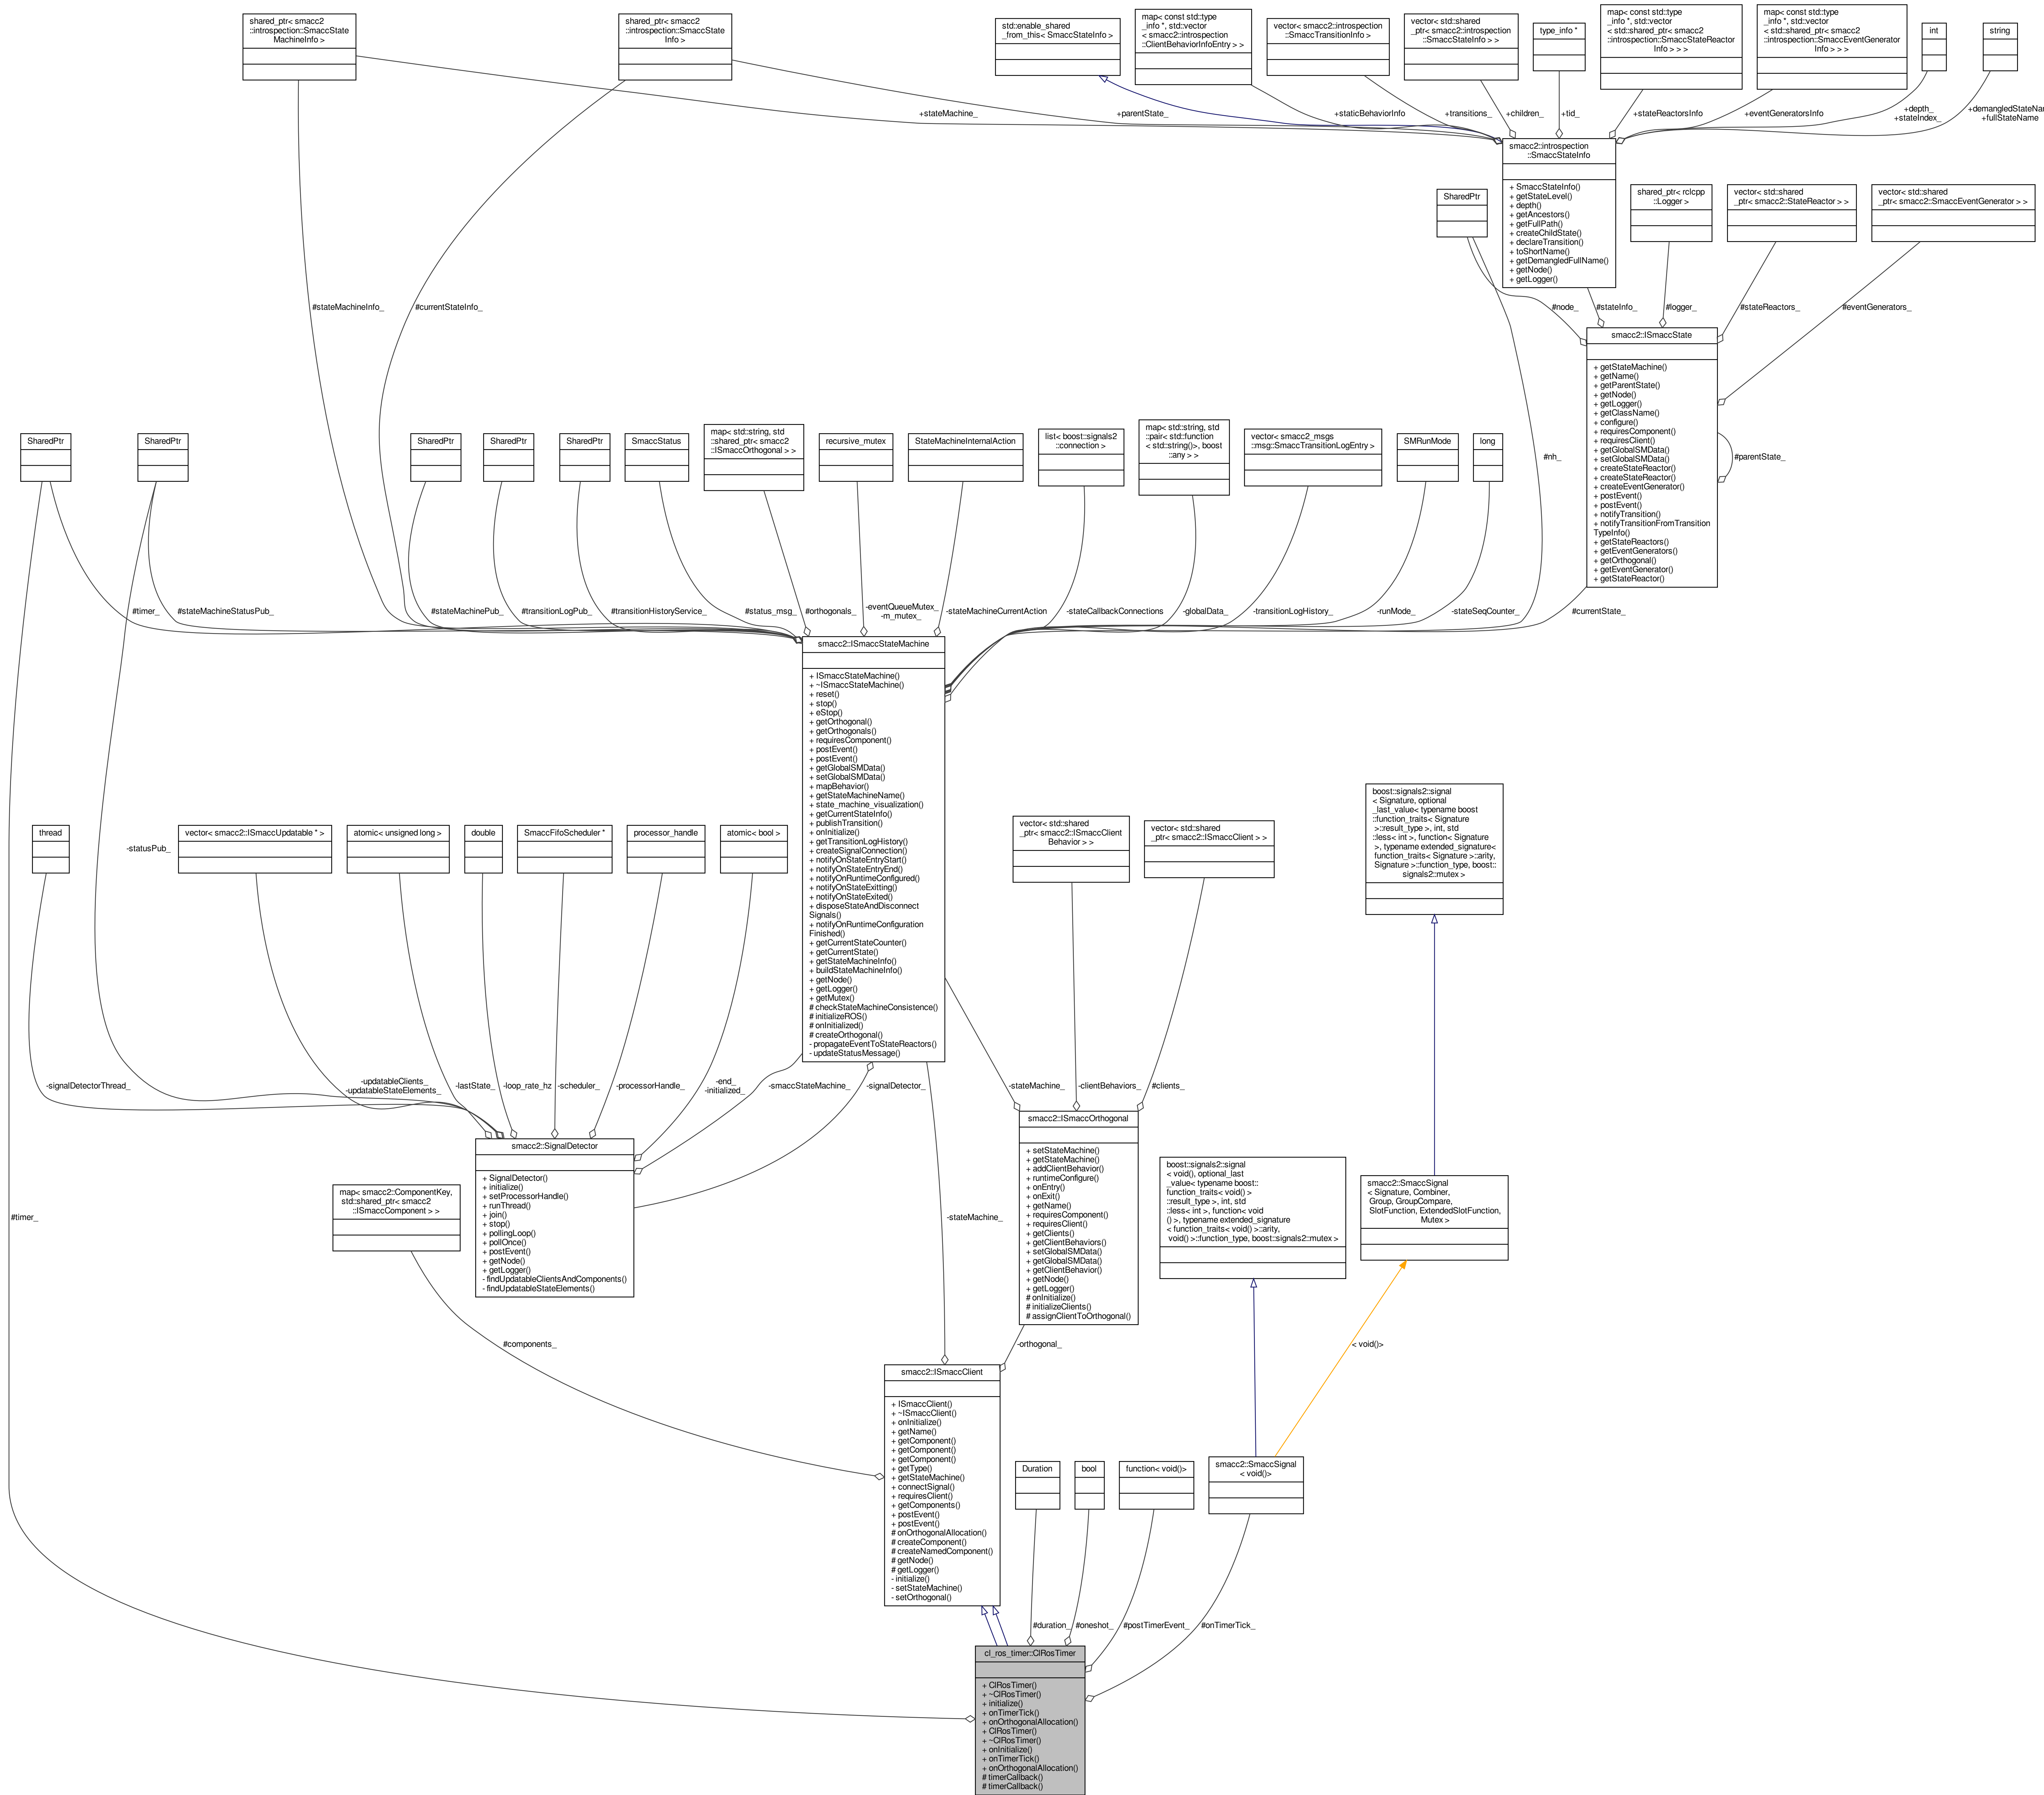 shared_ptr< smacc2
::introspection::SmaccState
MachineInfo >
shared_ptr< smacc2
::introspection::SmaccState
Info >
std::enable_shared
_from_this< SmaccStateInfo >
map< const std::type
_info *, std::vector
< smacc2::introspection
::ClientBehaviorInfoEntry > >
vector< smacc2::introspection
::SmaccTransitionInfo >
vector< std::shared
_ptr< smacc2::introspection
::SmaccStateInfo > >
type_info *
map< const std::type
_info *, std::vector
< std::shared_ptr< smacc2
::introspection::SmaccStateReactor
Info > > >
map< const std::type
_info *, std::vector
< std::shared_ptr< smacc2
::introspection::SmaccEventGenerator
Info > > >
int
string
+stateMachine_
+parentState_
+staticBehaviorInfo
+transitions_
+children_
+tid_
+stateReactorsInfo
+eventGeneratorsInfo
+depth_
+stateIndex_
+fullStateName
smacc2::introspection
::SmaccStateInfo
+ SmaccStateInfo()
+ getStateLevel()
+ depth()
+ getAncestors()
+ getFullPath()
+ createChildState()
+ declareTransition()
+ toShortName()
+ getDemangledFullName()
+ getNode()
+ getLogger()
SharedPtr
shared_ptr< rclcpp
::Logger >
vector< std::shared
_ptr< smacc2::StateReactor > >
vector< std::shared
_ptr< smacc2::SmaccEventGenerator > >
#stateMachineInfo_
#currentStateInfo_
#node_
#stateInfo_
#logger_
#stateReactors_
#eventGenerators_
smacc2::ISmaccState
+ getStateMachine()
+ getName()
+ getParentState()
+ getNode()
+ getLogger()
+ getClassName()
+ configure()
+ requiresComponent()
+ requiresClient()
+ getGlobalSMData()
+ setGlobalSMData()
+ createStateReactor()
+ createStateReactor()
+ createEventGenerator()
+ postEvent()
+ postEvent()
+ notifyTransition()
+ notifyTransitionFromTransition
TypeInfo()
+ getStateReactors()
+ getEventGenerators()
+ getOrthogonal()
+ getEventGenerator()
+ getStateReactor()
#parentState_
#nh_
SharedPtr
SharedPtr
SharedPtr
SharedPtr
SharedPtr
SmaccStatus
map< std::string, std
::shared_ptr< smacc2
::ISmaccOrthogonal > >
recursive_mutex
StateMachineInternalAction
list< boost::signals2
::connection >
map< std::string, std
::pair< std::function
< std::string()>, boost
::any > >
vector< smacc2_msgs
::msg::SmaccTransitionLogEntry >
SMRunMode
long
#timer_
#stateMachineStatusPub_
#stateMachinePub_
#transitionLogPub_
#transitionHistoryService_
#status_msg_
#orthogonals_
-eventQueueMutex_
-m_mutex_
-stateMachineCurrentAction
-stateCallbackConnections
-globalData_
-transitionLogHistory_
-runMode_
-stateSeqCounter_
#currentState_
smacc2::ISmaccStateMachine
+ ISmaccStateMachine()
+ ~ISmaccStateMachine()
+ reset()
+ stop()
+ eStop()
+ getOrthogonal()
+ getOrthogonals()
+ requiresComponent()
+ postEvent()
+ postEvent()
+ getGlobalSMData()
+ setGlobalSMData()
+ mapBehavior()
+ getStateMachineName()
+ state_machine_visualization()
+ getCurrentStateInfo()
+ publishTransition()
+ onInitialize()
+ getTransitionLogHistory()
+ createSignalConnection()
+ notifyOnStateEntryStart()
+ notifyOnStateEntryEnd()
+ notifyOnRuntimeConfigured()
+ notifyOnStateExitting()
+ notifyOnStateExited()
+ disposeStateAndDisconnect
Signals()
+ notifyOnRuntimeConfiguration
Finished()
+ getCurrentStateCounter()
+ getCurrentState()
+ getStateMachineInfo()
+ buildStateMachineInfo()
+ getNode()
+ getLogger()
+ getMutex()
# checkStateMachineConsistence()
# initializeROS()
# onInitialized()
# createOrthogonal()
- propagateEventToStateReactors()
- updateStatusMessage()
thread
-statusPub_
vector< smacc2::ISmaccUpdatable * >
atomic< unsigned long >
double
SmaccFifoScheduler *
processor_handle
atomic< bool >
vector< std::shared
_ptr< smacc2::ISmaccClient
Behavior > >
vector< std::shared
_ptr< smacc2::ISmaccClient > >
boost::signals2::signal
< Signature, optional
_last_value< typename boost
::function_traits< Signature
>::result_type >, int, std
::less< int >, function< Signature
>, typename extended_signature<
function_traits< Signature >::arity,
Signature >::function_type, boost::
signals2::mutex >
-signalDetectorThread_
-updatableClients_
-updatableStateElements_
-lastState_
-loop_rate_hz
-scheduler_
-processorHandle_
-end_
-initialized_
-smaccStateMachine_
-signalDetector_
-stateMachine_
-clientBehaviors_
#clients_
smacc2::SignalDetector
+ SignalDetector()
+ initialize()
+ setProcessorHandle()
+ runThread()
+ join()
+ stop()
+ pollingLoop()
+ pollOnce()
+ postEvent()
+ getNode()
+ getLogger()
- findUpdatableClientsAndComponents()
- findUpdatableStateElements()
smacc2::ISmaccOrthogonal
+ setStateMachine()
+ getStateMachine()
+ addClientBehavior()
+ runtimeConfigure()
+ onEntry()
+ onExit()
+ getName()
+ requiresComponent()
+ requiresClient()
+ getClients()
+ getClientBehaviors()
+ setGlobalSMData()
+ getGlobalSMData()
+ getClientBehavior()
+ getNode()
+ getLogger()
# onInitialize()
# initializeClients()
# assignClientToOrthogonal()
map< smacc2::ComponentKey,
std::shared_ptr< smacc2
::ISmaccComponent > >
boost::signals2::signal
< void(), optional_last
_value< typename boost::
function_traits< void() >
::result_type >, int, std
::less< int >, function< void
() >, typename extended_signature
< function_traits< void() >::arity,
void() >::function_type, boost::signals2::mutex >
smacc2::SmaccSignal
< Signature, Combiner,
Group, GroupCompare,
SlotFunction, ExtendedSlotFunction,
Mutex >
#timer_
-stateMachine_
#components_
-orthogonal_
< void()>
smacc2::ISmaccClient
+ ISmaccClient()
+ ~ISmaccClient()
+ onInitialize()
+ getName()
+ getComponent()
+ getComponent()
+ getComponent()
+ getType()
+ getStateMachine()
+ connectSignal()
+ requiresClient()
+ getComponents()
+ postEvent()
+ postEvent()
# onOrthogonalAllocation()
# createComponent()
# createNamedComponent()
# getNode()
# getLogger()
- initialize()
- setStateMachine()
- setOrthogonal()
Duration
bool
function< void()>
smacc2::SmaccSignal
< void()>
#duration_
#oneshot_
#postTimerEvent_
#onTimerTick_
cl_ros_timer::ClRosTimer
+ ClRosTimer()
+ ~ClRosTimer()
+ initialize()
+ onTimerTick()
+ onOrthogonalAllocation()
+ ClRosTimer()
+ ~ClRosTimer()
+ onInitialize()
+ onTimerTick()
+ onOrthogonalAllocation()
# timerCallback()
# timerCallback()